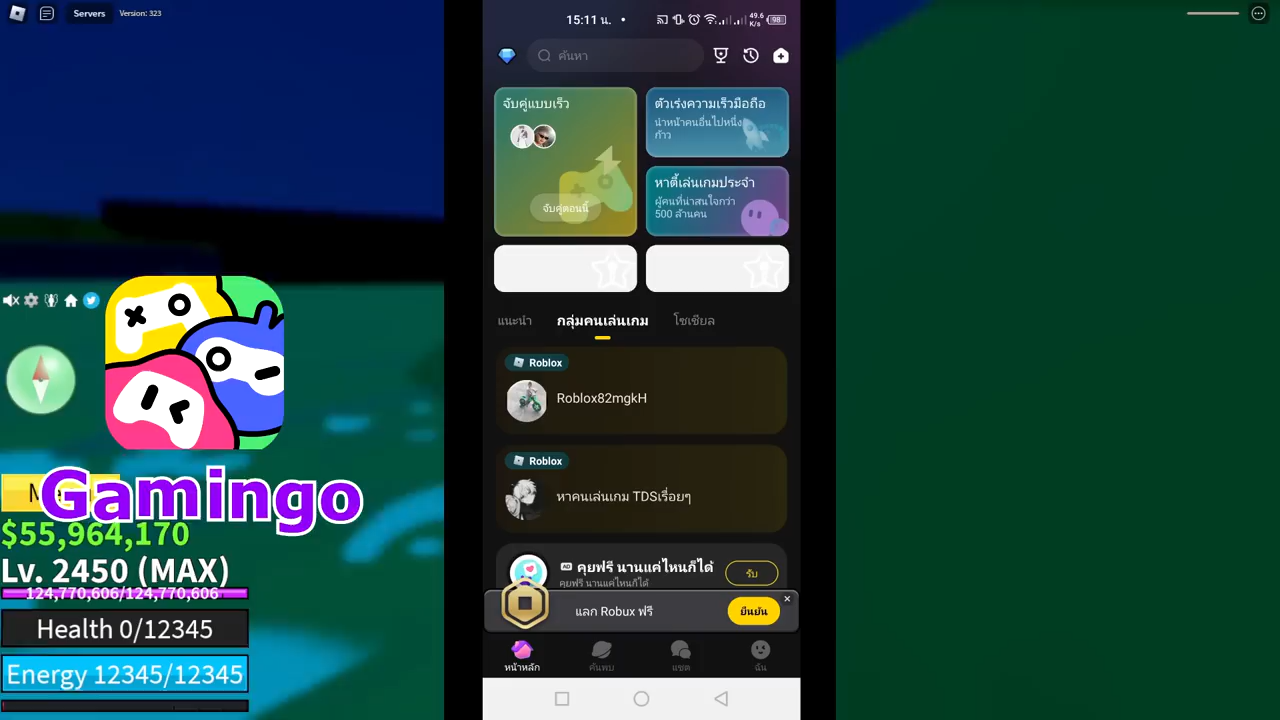 Servers
Version: 323
Gamingo
$55,964,170
Lv. 2450 (MAX)
124,770,606/124,770,606
Health 0/12345
Energy 12345/12345
15:11 น.
49.6
K/s
98
ค้นหา
จับคู่แบบเร็ว
จับคู่ตอนนี้
ตัวเร่งความเร็วมือถือ
นำหน้าคนอื่นไปหนึ่ง
ก้าว
หาตี้เล่นเกมประจำ
ผู้คนที่น่าสนใจกว่า
500 ล้านคน
แนะนำ
กลุ่มคนเล่นเกม
โซเชียล
Roblox
Roblox82mgkH
Roblox
หาคนเล่นเกม TDSเรื่อยๆ
AD คุยฟรี นานแค่ไหนก็ได้
คุยฟรี นานแค่ไหนก็ได้
รับ
แลก Robux ฟรี
ยืนยัน
หน้าหลัก
ค้นพบ
แชต
ฉัน